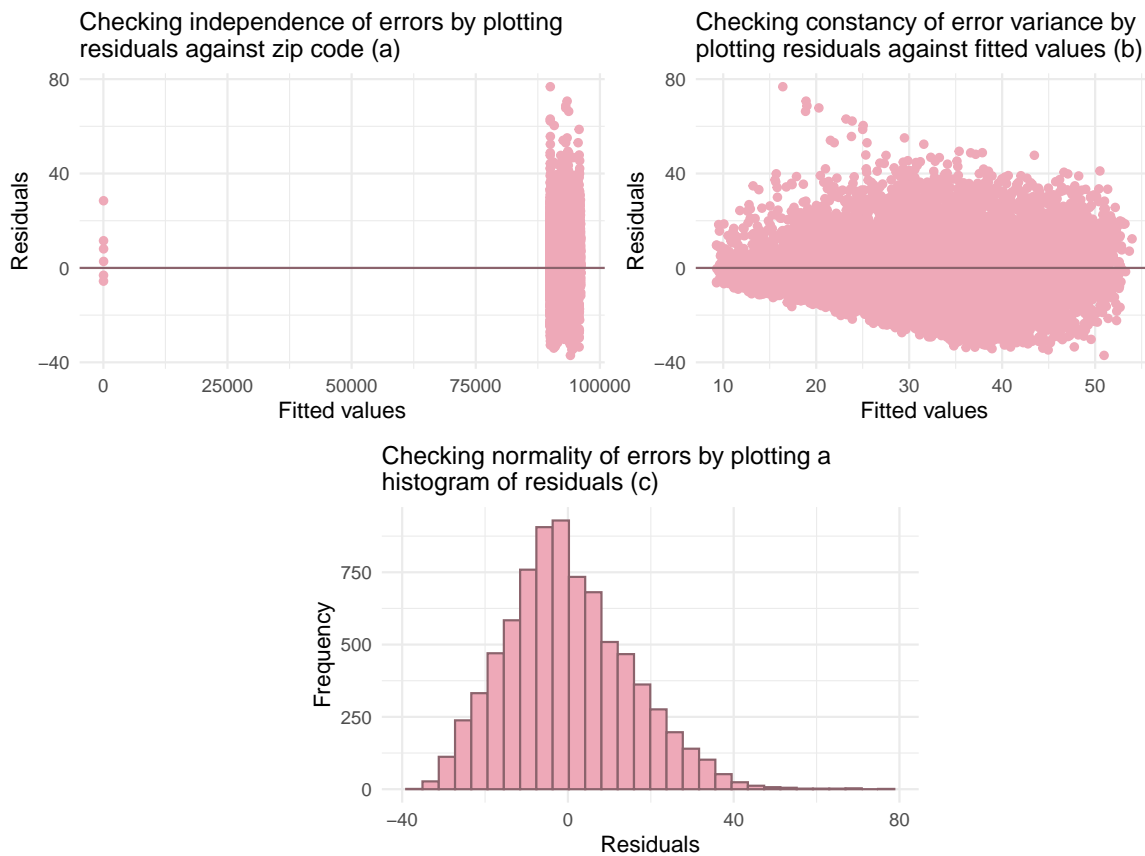 Checking independence of errors by plotting
residuals against zip code (a)
80
40
0
−40
Residuals
0
25000
50000
75000
100000
Fitted values
Checking constancy of error variance by
plotting residuals against fitted values (b)
80
40
0
−40
Residuals
10
20
30
40
50
Fitted values
Checking normality of errors by plotting a
histogram of residuals (c)
750
500
250
0
Frequency
−40
0
40
80
Residuals